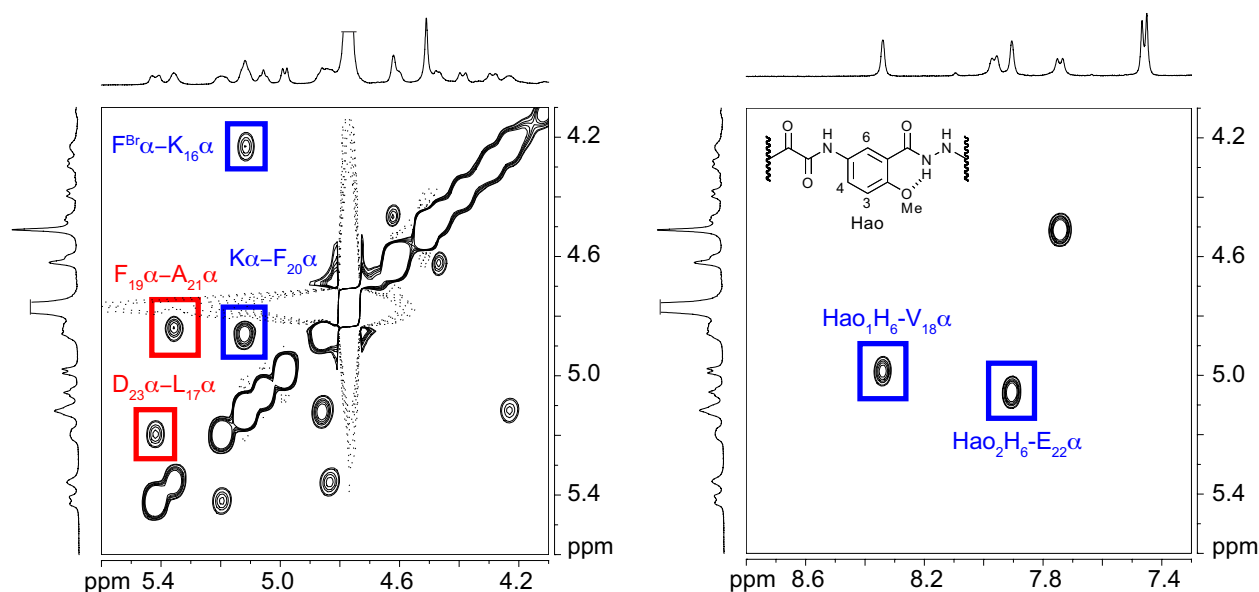 F^Br α–K₁₆α
Kα–F₂₀α
F₁₉α–A₂₁α
D₂₃α–L₁₇α
4.2
4.6
5.0
5.4
ppm
ppm 5.4 5.0 4.6 4.2
O H N 6 O H N
N H
O 4 3 O Me
Hao
Hao₁H₆-V₁₈α
Hao₂H₆-E₂₂α
4.2
4.6
5.0
5.4
ppm
ppm 8.6 8.2 7.8 7.4